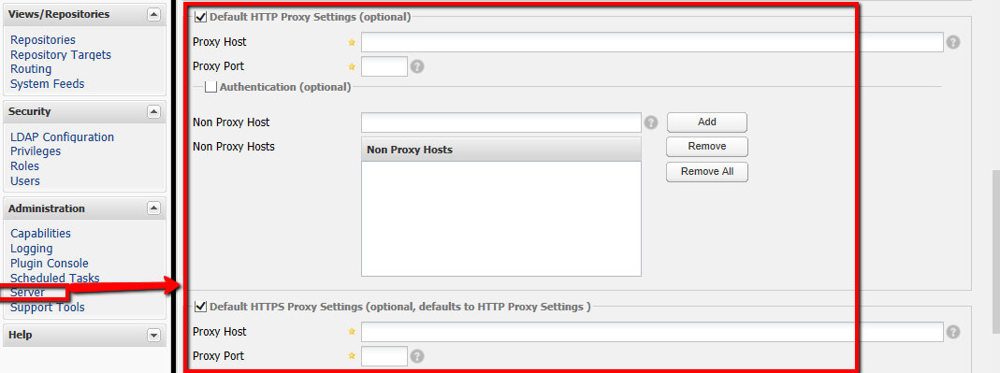 Views/Repositories
Repositories
Repository Targets
Routing
System Feeds
Security
LDAP Configuration
Privileges
Roles
Users
Administration
Capabilities
Logging
Plugin Console
Scheduled Tasks
Server
Support Tools
Help
Default HTTP Proxy Settings (optional)
Proxy Host
?
Proxy Port
?
Authentication (optional)
Non Proxy Host
?
Add
Non Proxy Hosts
Non Proxy Hosts
Remove
Remove All
Default HTTPS Proxy Settings (optional, defaults to HTTP Proxy Settings )
Proxy Host
?
Proxy Port
?